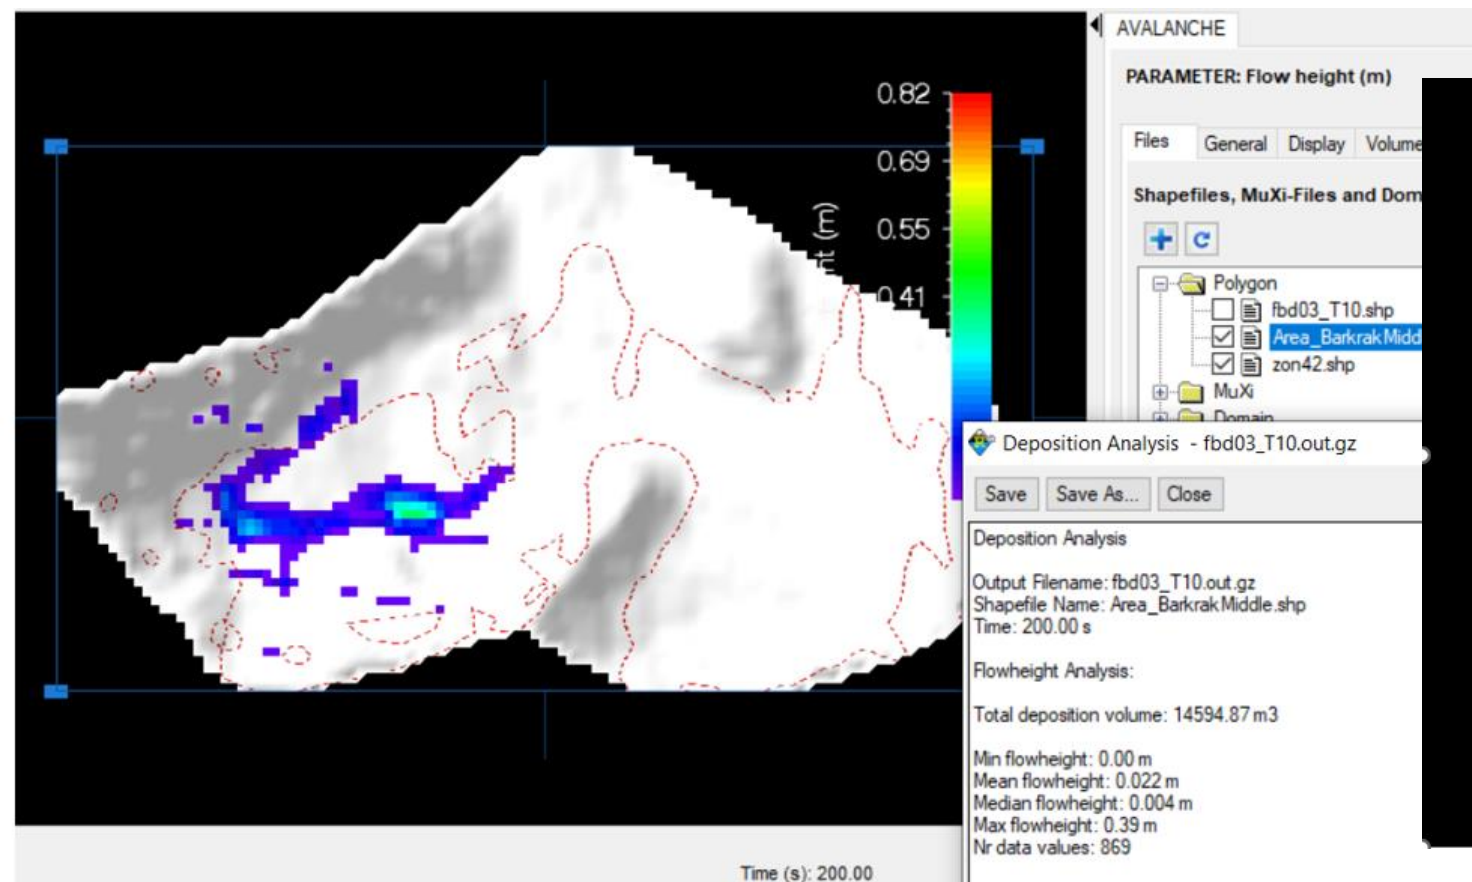 0.82
0.69
0.55
0.41
(m)
AVALANCHE
PARAMETER: Flow height (m)
Files General Display Volume
Shapefiles, MuXi-Files and Dom
Polygon
fbd03_T10.shp
Area_BarkrakMidd
zon42.shp
MuXi
Domain
Deposition Analysis - fbd03_T10.out.gz
Save Save As... Close
Deposition Analysis
Output Filename: fbd03_T10.out.gz
Shapefile Name: Area_BarkrakMiddle.shp
Time: 200.00 s
Flowheight Analysis:
Total deposition volume: 14594.87 m3
Min flowheight: 0.00 m
Mean flowheight: 0.022 m
Median flowheight: 0.004 m
Max flowheight: 0.39 m
Nr data values: 869
Time (s): 200.00